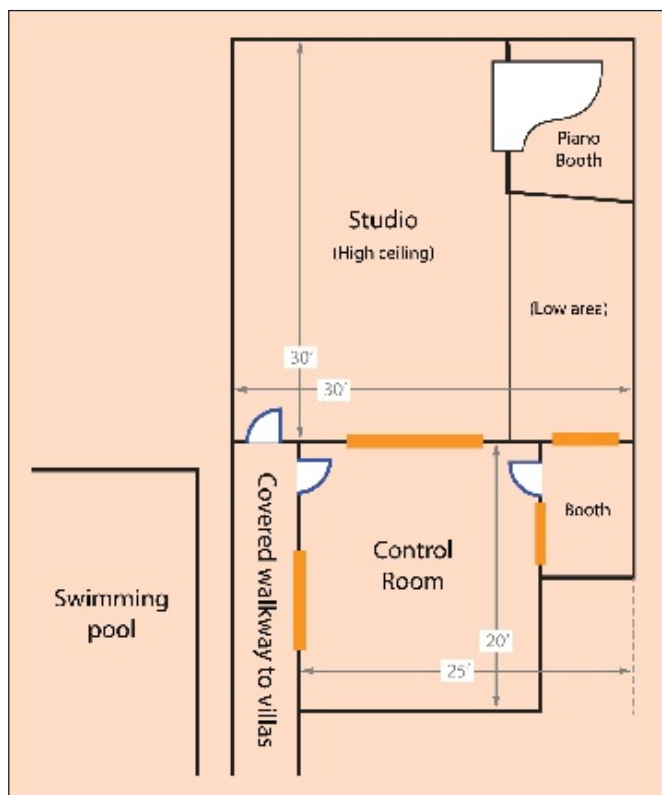 Piano
Booth
Studio
(High ceiling)
(Low area)
30'
30'
Covered walkway to villas
Booth
Control
Room
Swimming
pool
20'
25'